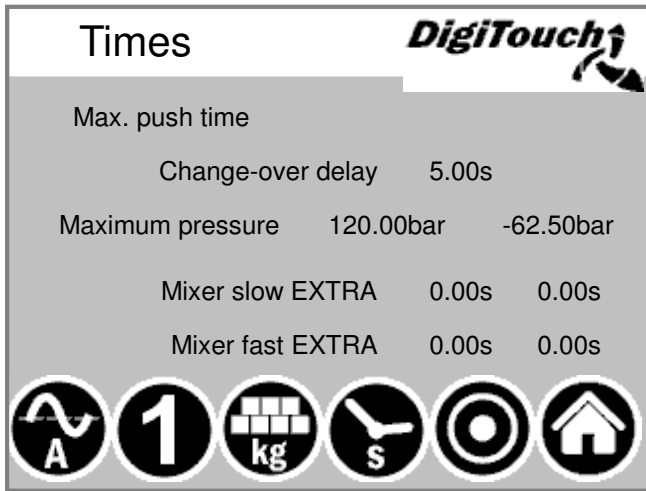 Times
DigiTouch
Max. push time
Change-over delay 5.00s
Maximum pressure 120.00bar -62.50bar
Mixer slow EXTRA 0.00s 0.00s
Mixer fast EXTRA 0.00s 0.00s
A 1 kg s